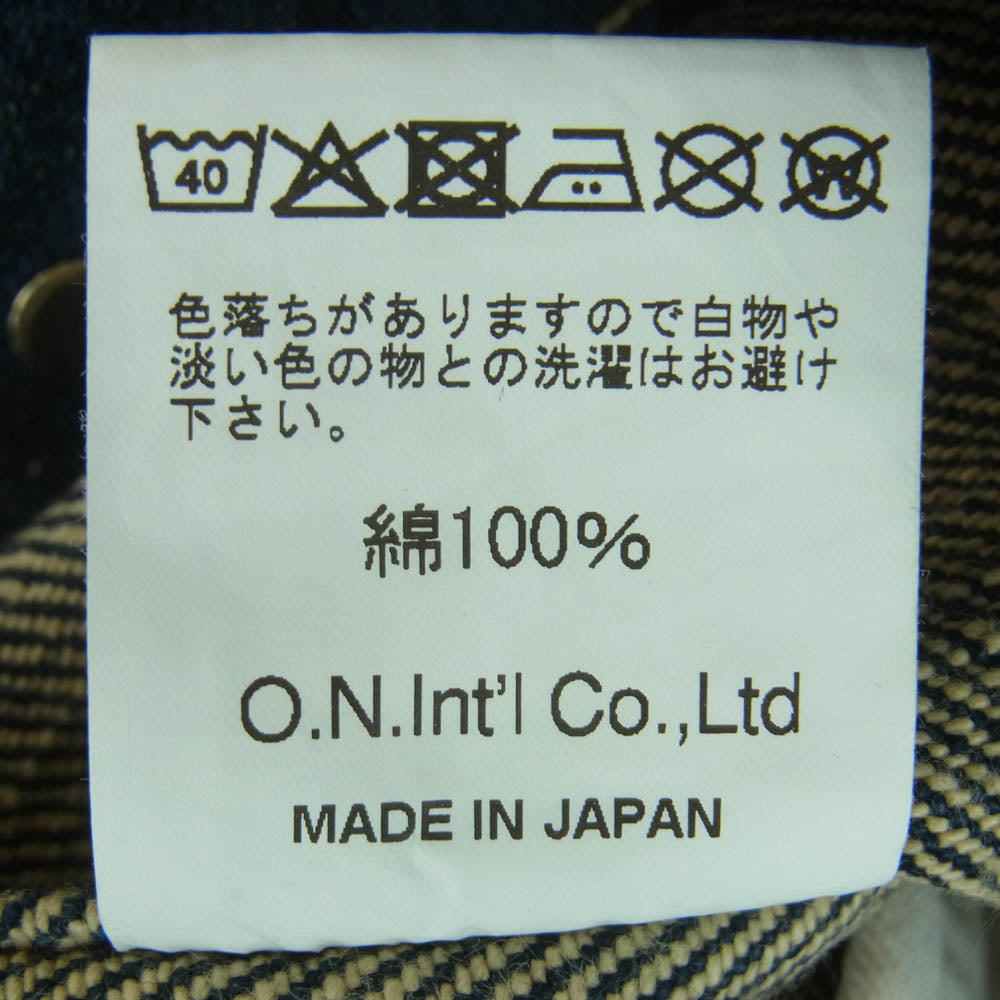 40
W
色落ちがありますので白物や
淡い色の物との洗濯はお避け
下さい。
綿100%
O.N.Int'l Co.,Ltd
MADE IN JAPAN